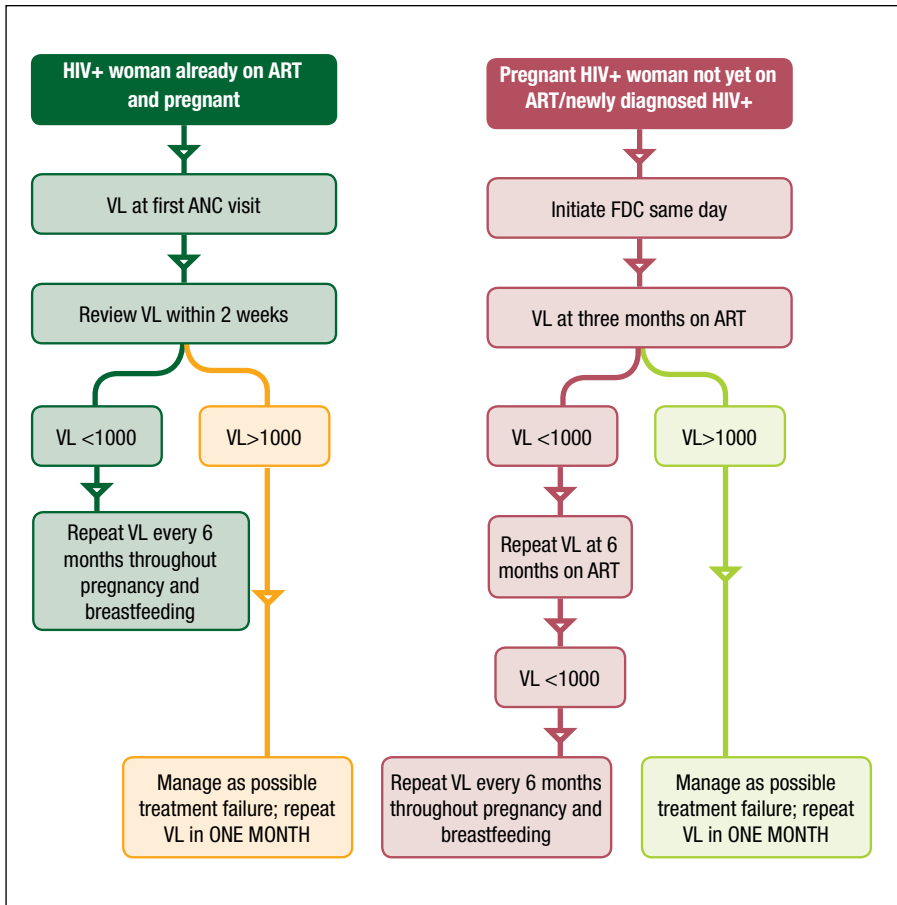 HIV+ woman already on ART
and pregnant
VL at first ANC visit
Review VL within 2 weeks
VL <1000
VL>1000
Repeat VL every 6
months throughout
pregnancy and
breastfeeding
Manage as possible
treatment failure; repeat
VL in ONE MONTH
Pregnant HIV+ woman not yet on
ART/newly diagnosed HIV+
Initiate FDC same day
VL at three months on ART
VL <1000
VL>1000
Repeat VL at 6
months on ART
VL <1000
Repeat VL every 6 months
throughout pregnancy and
breastfeeding
Manage as possible
treatment failure; repeat
VL in ONE MONTH